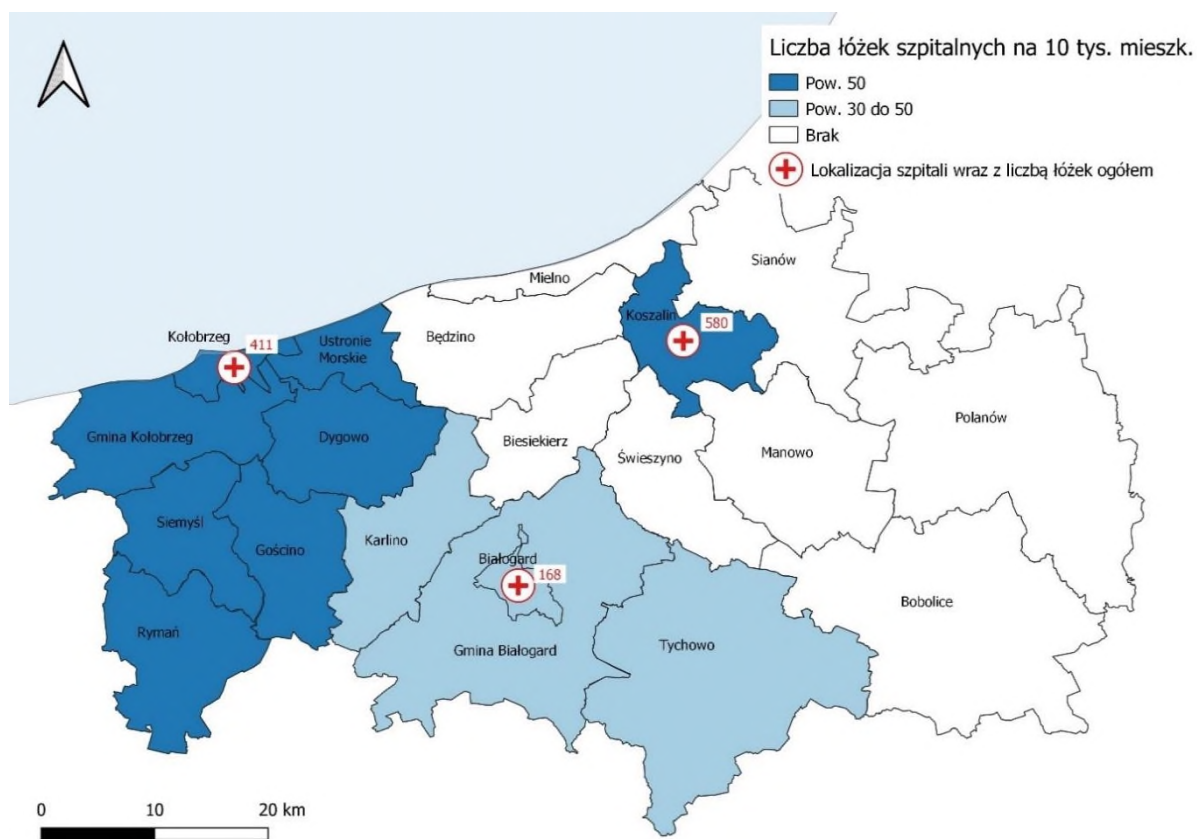 Liczba łóżek szpitalnych na 10 tys. mieszk.
Pow. 50
Pow. 30 do 50
Brak
Lokalizacja szpitali wraz z liczbą łóżek ogółem
Sianów
Mielno
Koszalin
580
Będzino
Kołobrzeg
411
Ustronie
Morskie
Polanów
Gmina Kołobrzeg
Dygowo
Biesiekierz
Świeszyno
Manowo
Siemyśl
Gościno
Karlino
Białogard
168
Bobolice
Rymań
Gmina Białogard
Tychowo
0 10 20 km